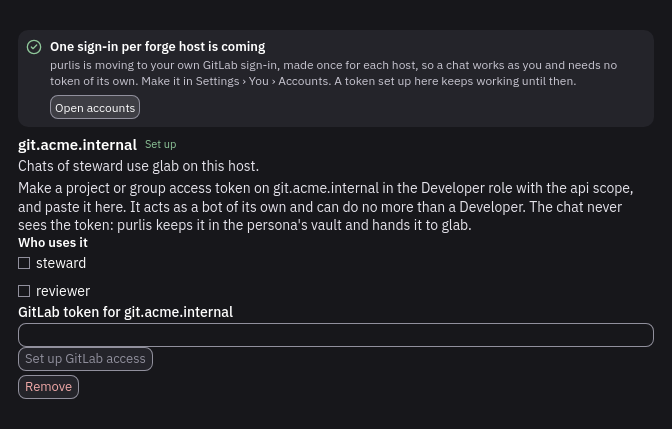 One sign-in per forge host is coming
purlis is moving to your own GitLab sign-in, made once for each host, so a chat works as you and needs no
token of its own. Make it in Settings › You › Accounts. A token set up here keeps working until then.
Open accounts
git.acme.internal Set up
Chats of steward use glab on this host.
Make a project or group access token on git.acme.internal in the Developer role with the api scope,
and paste it here. It acts as a bot of its own and can do no more than a Developer. The chat never
sees the token: purlis keeps it in the persona's vault and hands it to glab.
Who uses it
steward
reviewer
GitLab token for git.acme.internal
Set up GitLab access
Remove